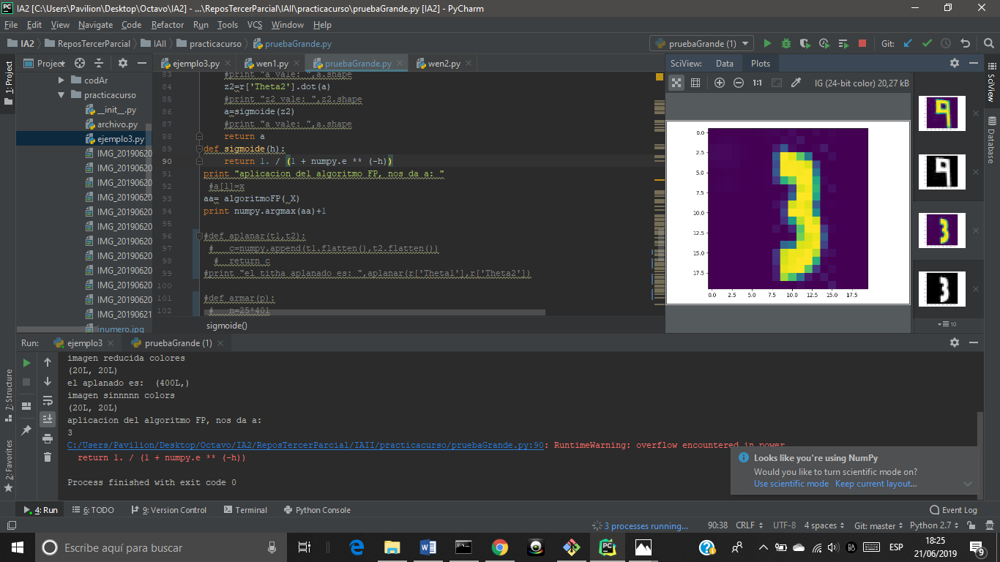 IA2 [C:\Users\Pavilion\Desktop\Octavo\IA2] - ...\ReposTercerParcial\IAII\practicacurso\pruebaGrande.py [IA2] - PyCharm
File Edit View Navigate Code Refactor Run Tools VCS Window Help
IA2 ReposTercerParcial IAII practicacurso pruebaGrande.py
pruebaGrande (1)
Git:
1: Project
Project
codAr
practicacurso
__init__.py
archivo.py
ejemplo3.py
IMG_20190620
IMG_20190620
IMG_20190620
IMG_20190620
IMG_20190620
IMG_20190620
IMG_20190620
IMG_20190620
IMG_20190620
IMG_20190620
IMG_20190620
IMG_20190621
inumero.jpg
ejemplo3.py wen1.py pruebaGrande.py wen2.py
83 #print "a vale: ",a.shape
84 z2=r['Theta2'].dot(a)
85 #print "z2 vale: ",z2.shape
86 a=sigmoide(z2)
87 #print "a vale: ",a.shape
88 return a
89 def sigmoide(h):
90 return 1. / (1 + numpy.e ** (-h))
91 print "aplicacion del algoritmo FP, nos da a: "
92 #a[1]=x
93 aa= algoritmoFP(_X)
94 print numpy.argmax(aa)+1
95
96 #def aplanar(t1,t2):
97 #   c=numpy.append(t1.flatten(),t2.flatten())
98 #  return c
99 #print "el titha aplanado es: ",aplanar(r['Theta1'],r['Theta2'])
100
101 #def armar(p):
102 #   n=25*401
sigmoide()
SciView: Data Plots
1:1 IG (24-bit color) 20,27 kB
0.0
2.5
5.0
7.5
10.0
12.5
15.0
17.5
0.0 2.5 5.0 7.5 10.0 12.5 15.0 17.5
10
SciView
Database
Run: ejemplo3 pruebaGrande (1)
imagen reducida colores
(20L, 20L)
el aplanado es:  (400L,)
imagen sinnnnn colors
(20L, 20L)
aplicacion del algoritmo FP, nos da a:
3
C:/Users/Pavilion/Desktop/Octavo/IA2/ReposTercerParcial/IAII/practicacurso/pruebaGrande.py:90: RuntimeWarning: overflow encountered in power
return 1. / (1 + numpy.e ** (-h))
Process finished with exit code 0
7: Structure
2: Favorites
Looks like you're using NumPy
Would you like to turn scientific mode on?
Use scientific mode Keep current layout...
4: Run 6: TODO 9: Version Control Terminal Python Console Event Log
3 processes running... 90:38 CRLF UTF-8 4 spaces Git: master Python 2.7
Escribe aquí para buscar
ESP
18:25
21/06/2019
9